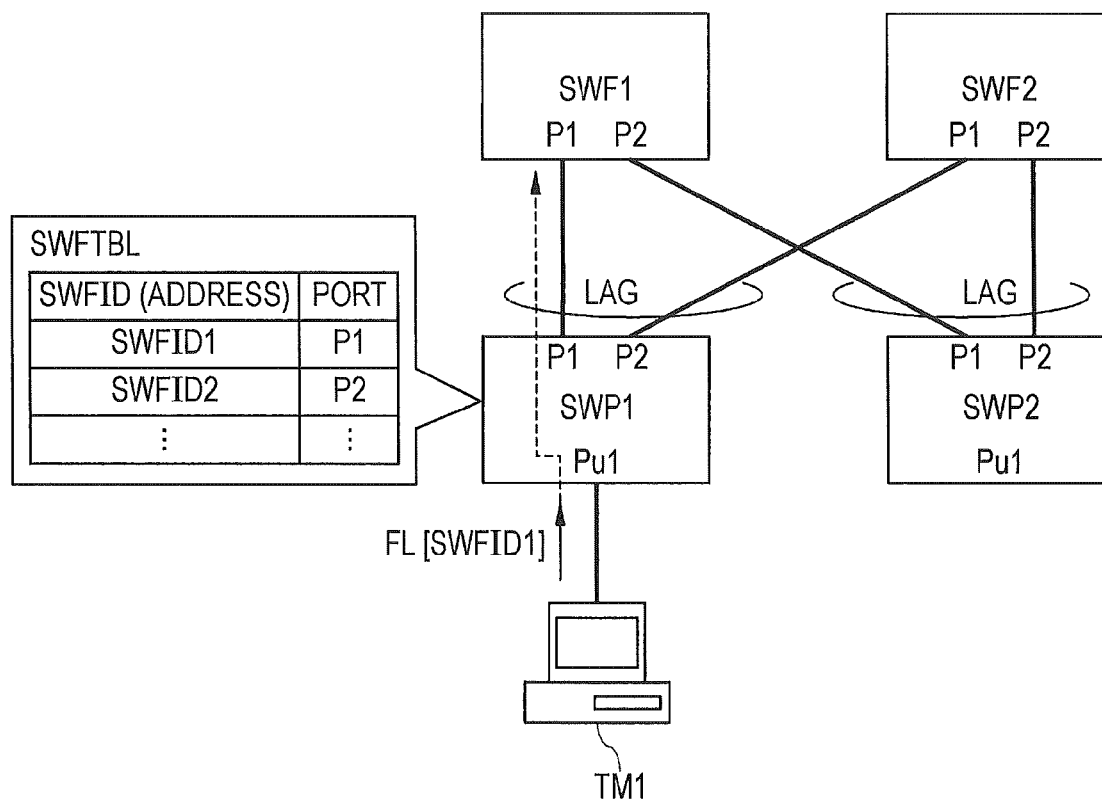 SWF1
P1 P2
SWF2
P1 P2
SWFTBL
SWFID (ADDRESS) PORT
SWFID1 P1
SWFID2 P2
⋮ ⋮
LAG
LAG
P1 P2
SWP1
Pu1
P1 P2
SWP2
Pu1
FL [SWFID1]
TM1